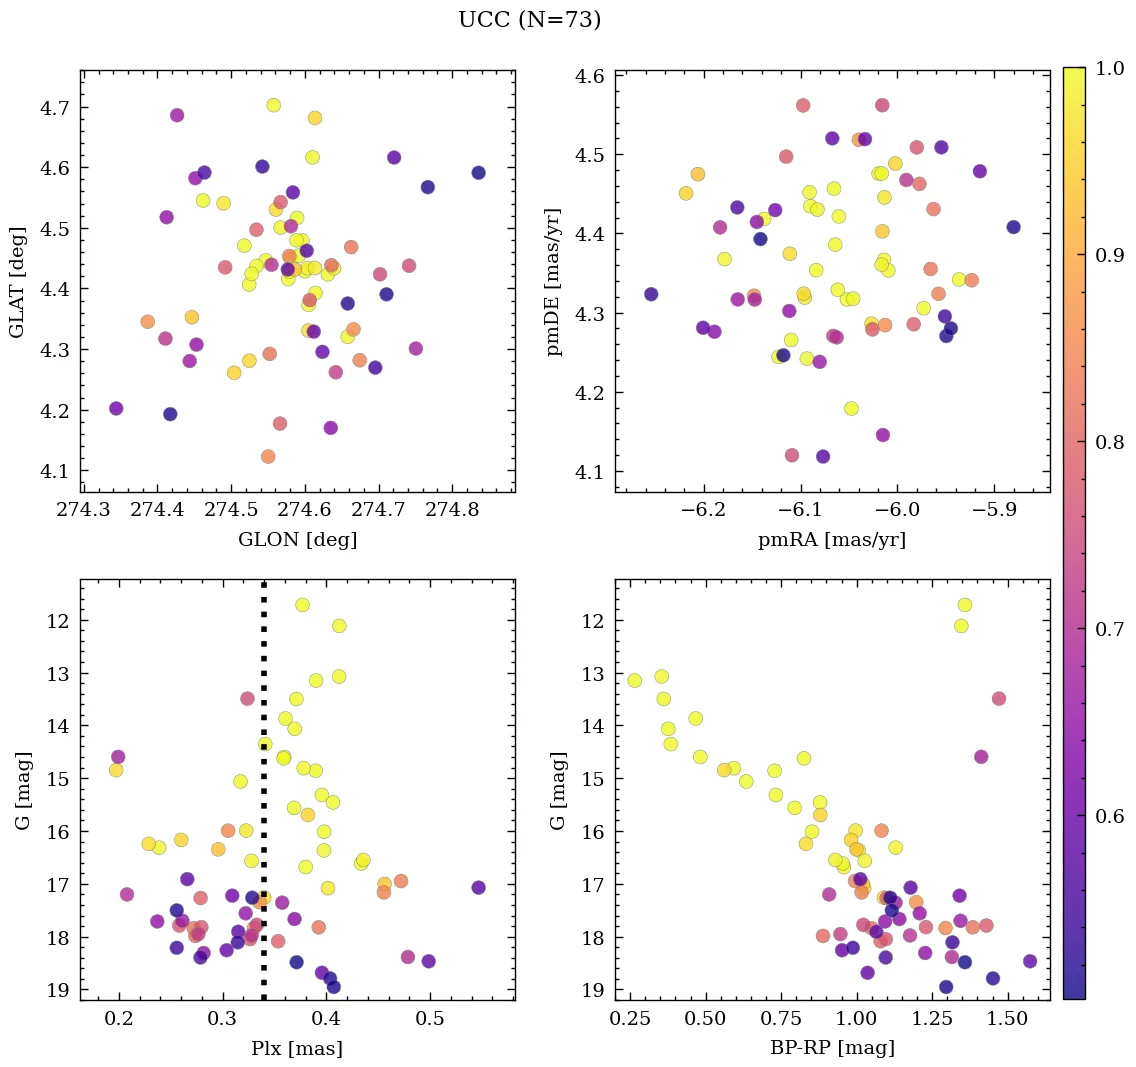 UCC (N=73)
4.7
4.6
4.5
4.4
4.3
4.2
4.1
GLAT [deg]
274.3 274.4 274.5 274.6 274.7 274.8
GLON [deg]
4.6
4.5
4.4
4.3
4.2
4.1
pmDE [mas/yr]
−6.2 −6.1 −6.0 −5.9
pmRA [mas/yr]
1.0
0.9
0.8
0.7
0.6
12
13
14
15
16
17
18
19
G [mag]
0.2 0.3 0.4 0.5
Plx [mas]
12
13
14
15
16
17
18
19
G [mag]
0.25 0.50 0.75 1.00 1.25 1.50
BP-RP [mag]